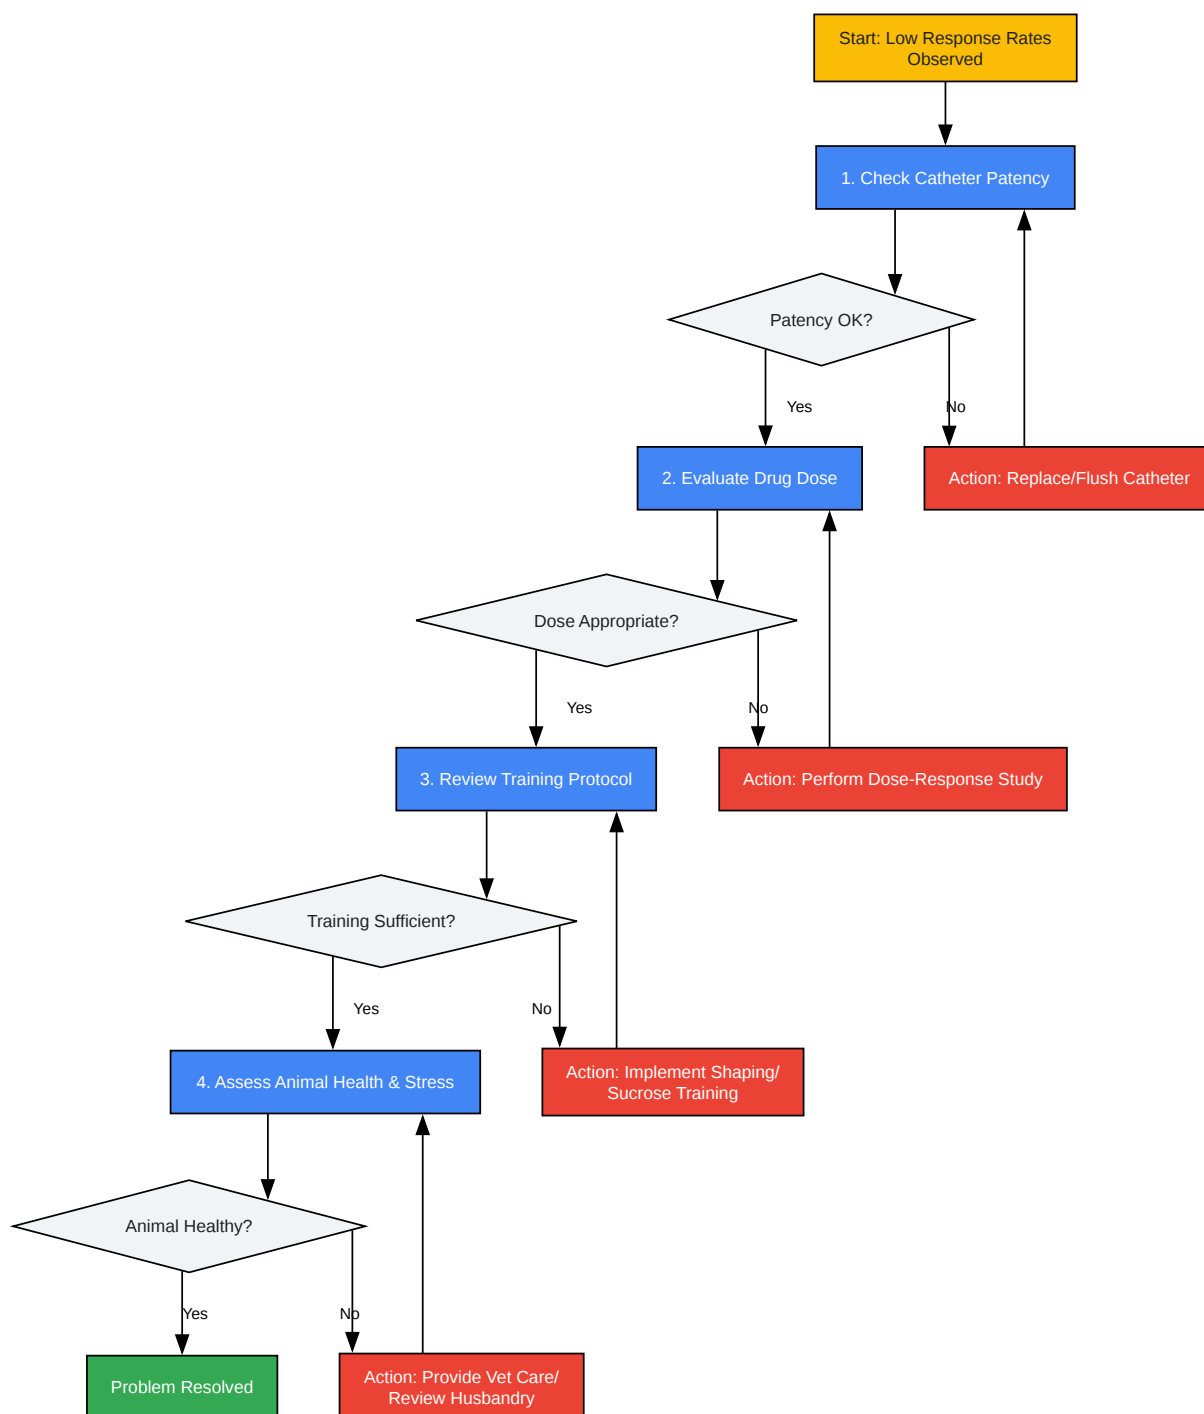 Start: Low Response Rates
Observed
1. Check Catheter Patency
Patency OK?
Yes
No
2. Evaluate Drug Dose
Action: Replace/Flush Catheter
Dose Appropriate?
Yes
No
3. Review Training Protocol
Action: Perform Dose-Response Study
Training Sufficient?
Yes
No
4. Assess Animal Health & Stress
Action: Implement Shaping/
Sucrose Training
Animal Healthy?
Yes
No
Problem Resolved
Action: Provide Vet Care/
Review Husbandry